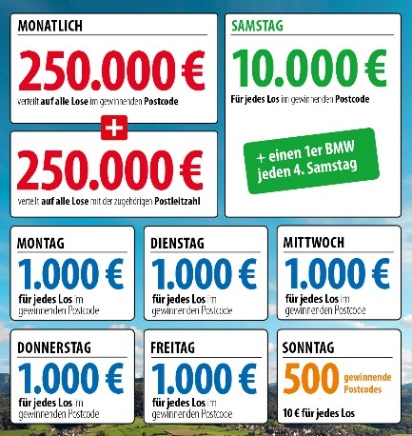 MONATLICH
250.000 €
verteilt auf alle Lose im gewinnenden Postcode
+
250.000 €
verteilt auf alle Lose mit der zugehörigen Postleitzahl
SAMSTAG
10.000 €
Für jedes Los im gewinnenden Postcode
+ einen 1er BMW
jeden 4. Samstag
MONTAG
1.000 €
für jedes Los im
gewinnenden Postcode
DIENSTAG
1.000 €
für jedes Los im
gewinnenden Postcode
MITTWOCH
1.000 €
für jedes Los im
gewinnenden Postcode
DONNERSTAG
1.000 €
für jedes Los im
gewinnenden Postcode
FREITAG
1.000 €
für jedes Los im
gewinnenden Postcode
SONNTAG
500 gewinnende
Postcodes
10 € für jedes Los